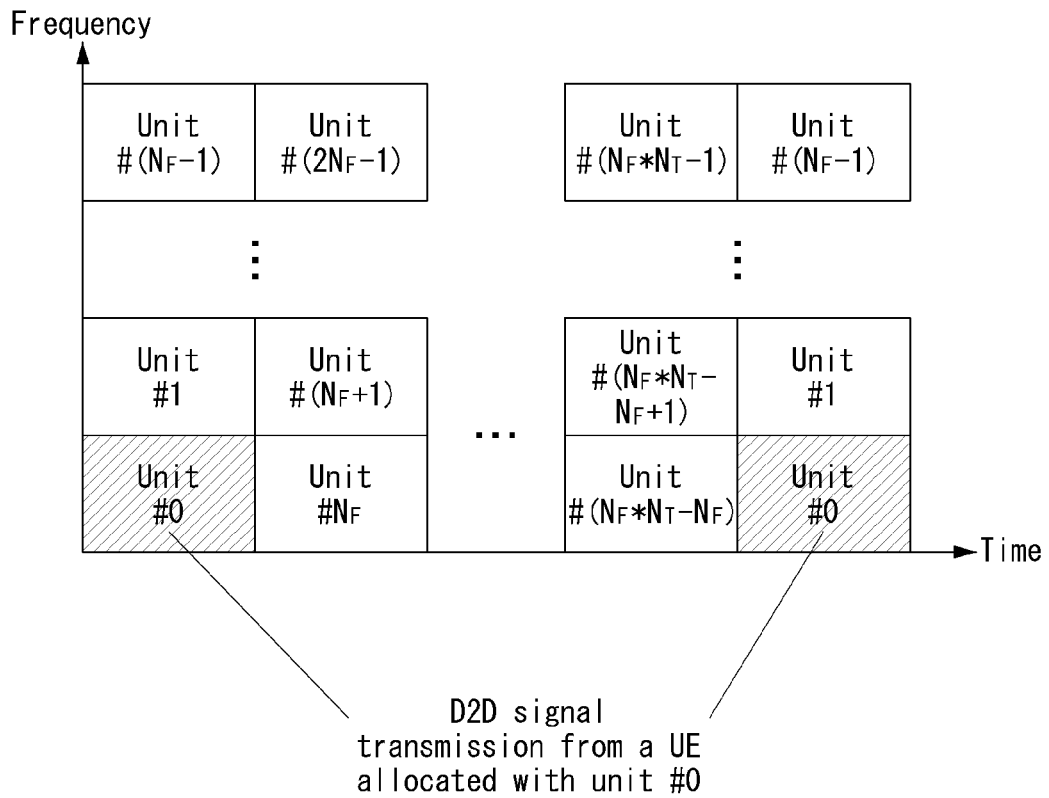 Frequency
Unit
#(NF-1)
Unit
#(2NF-1)
Unit
#(NF*NT-1)
Unit
#(NF-1)
Unit
#1
Unit
#(NF+1)
Unit
#(NF*NT-
NF+1)
Unit
#1
...
Unit
#0
Unit
#NF
Unit
#(NF*NT-NF)
Unit
#0
Time
D2D signal
transmission from a UE
allocated with unit #0